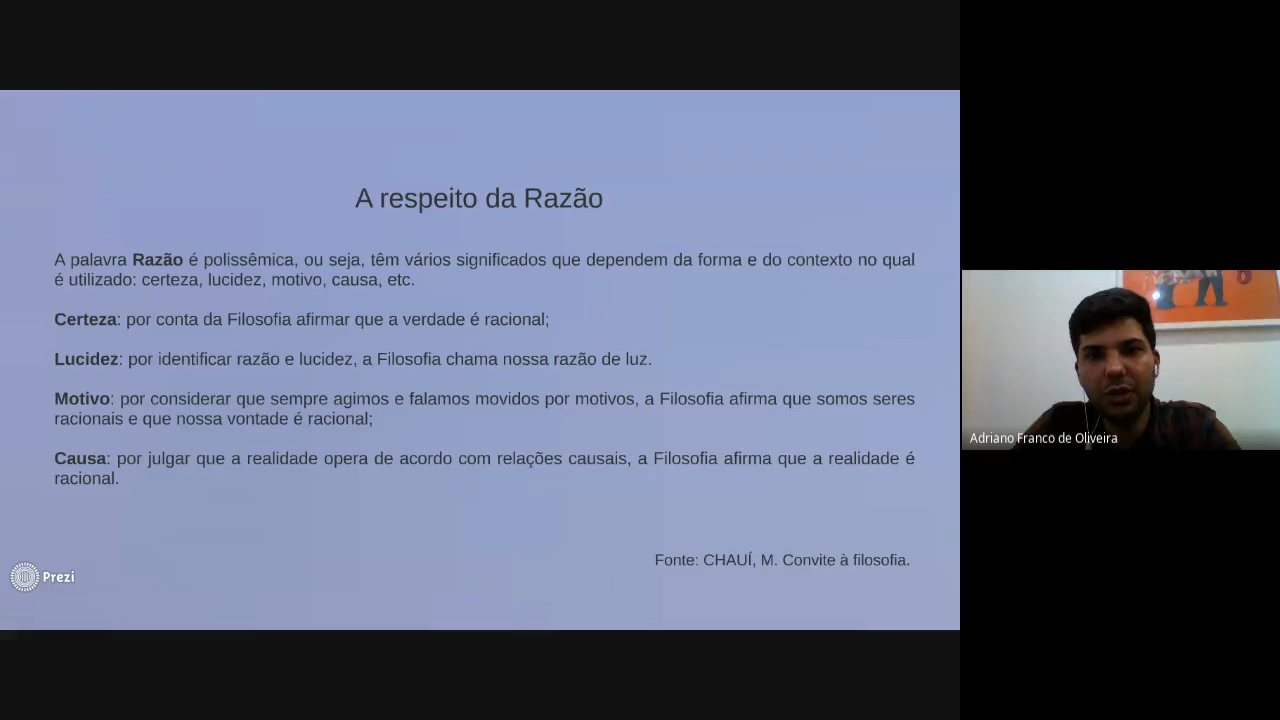 A respeito da Razão
A palavra Razão é polissêmica, ou seja, têm vários significados que dependem da forma e do contexto no qual
é utilizado: certeza, lucidez, motivo, causa, etc.
Certeza: por conta da Filosofia afirmar que a verdade é racional;
Lucidez: por identificar razão e lucidez, a Filosofia chama nossa razão de luz.
Motivo: por considerar que sempre agimos e falamos movidos por motivos, a Filosofia afirma que somos seres
racionais e que nossa vontade é racional;
Causa: por julgar que a realidade opera de acordo com relações causais, a Filosofia afirma que a realidade é
racional.
Fonte: CHAUÍ, M. Convite à filosofia.
Prezi
Adriano Franco de Oliveira